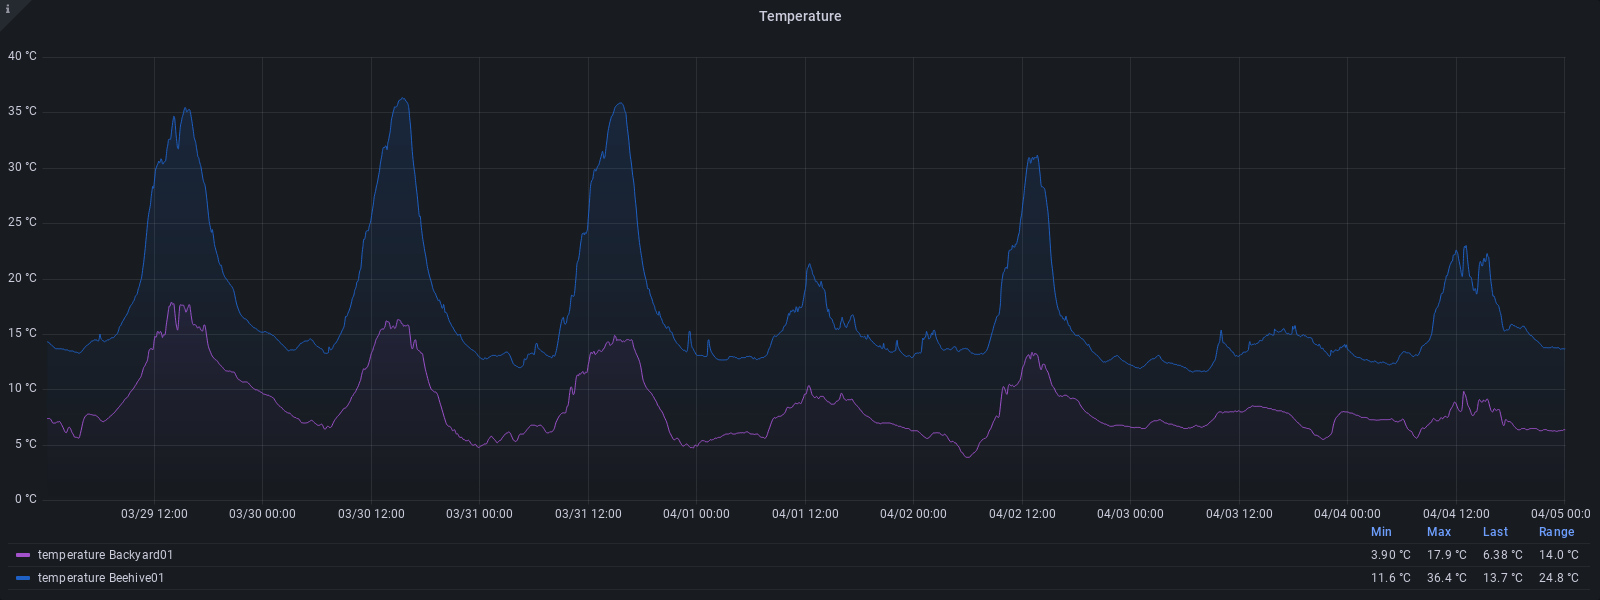 i
Temperature
40 °C
35 °C
30 °C
25 °C
20 °C
15 °C
10 °C
5 °C
0 °C
03/29 12:00 03/30 00:00 03/30 12:00 03/31 00:00 03/31 12:00 04/01 00:00 04/01 12:00 04/02 00:00 04/02 12:00 04/03 00:00 04/03 12:00 04/04 00:00 04/04 12:00 04/05 00:0
Min Max Last Range
temperature Backyard01 3.90 °C 17.9 °C 6.38 °C 14.0 °C
temperature Beehive01 11.6 °C 36.4 °C 13.7 °C 24.8 °C